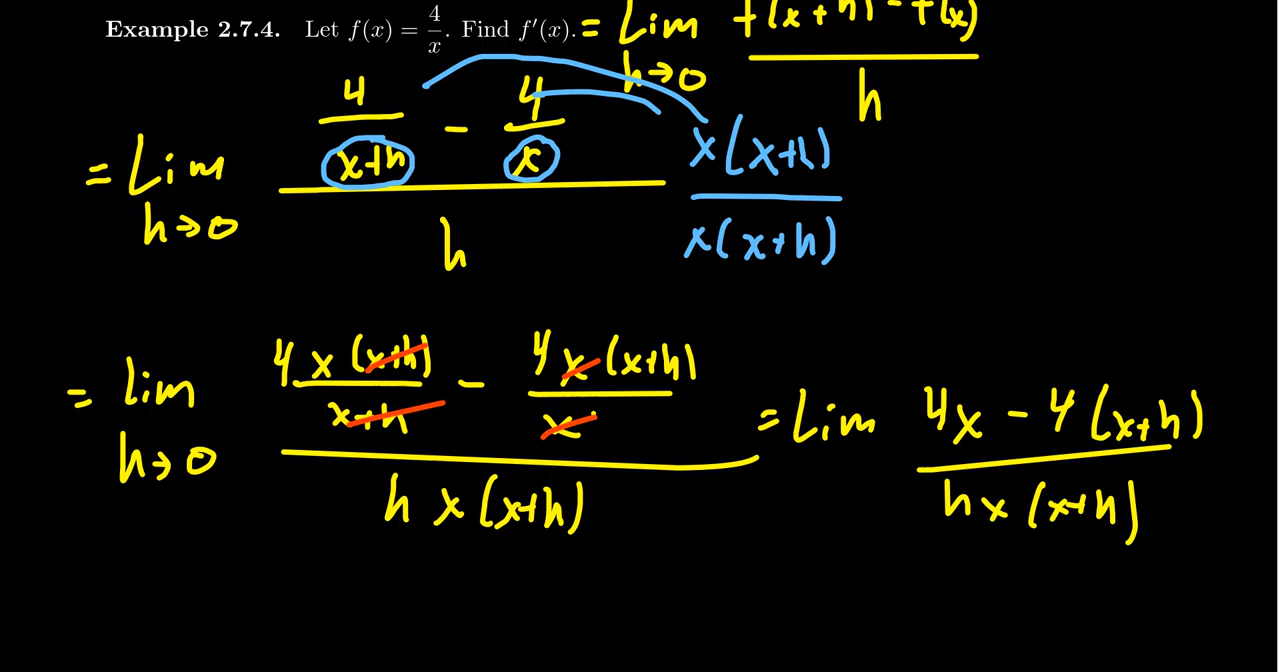 Example 2.7.4. Let f(x) = 4/x. Find f′(x). = Lim h→0 (f(x+h) - f(x))/h
= Lim h→0 (4/(x+h) - 4/x)/h x(x+h)/x(x+h)
= lim h→0 (4x(x+h)/(x+h) - 4x(x+h)/x)/(hx(x+h)) = Lim (4x - 4(x+h))/(hx(x+h))